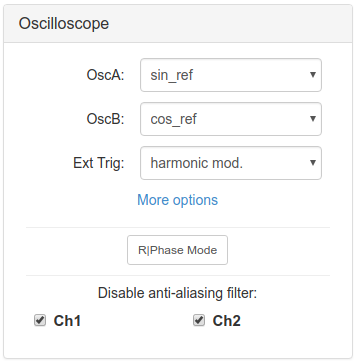 Oscilloscope
OscA: sin_ref
OscB: cos_ref
Ext Trig: harmonic mod.
More options
R|Phase Mode
Disable anti-aliasing filter:
Ch1 Ch2